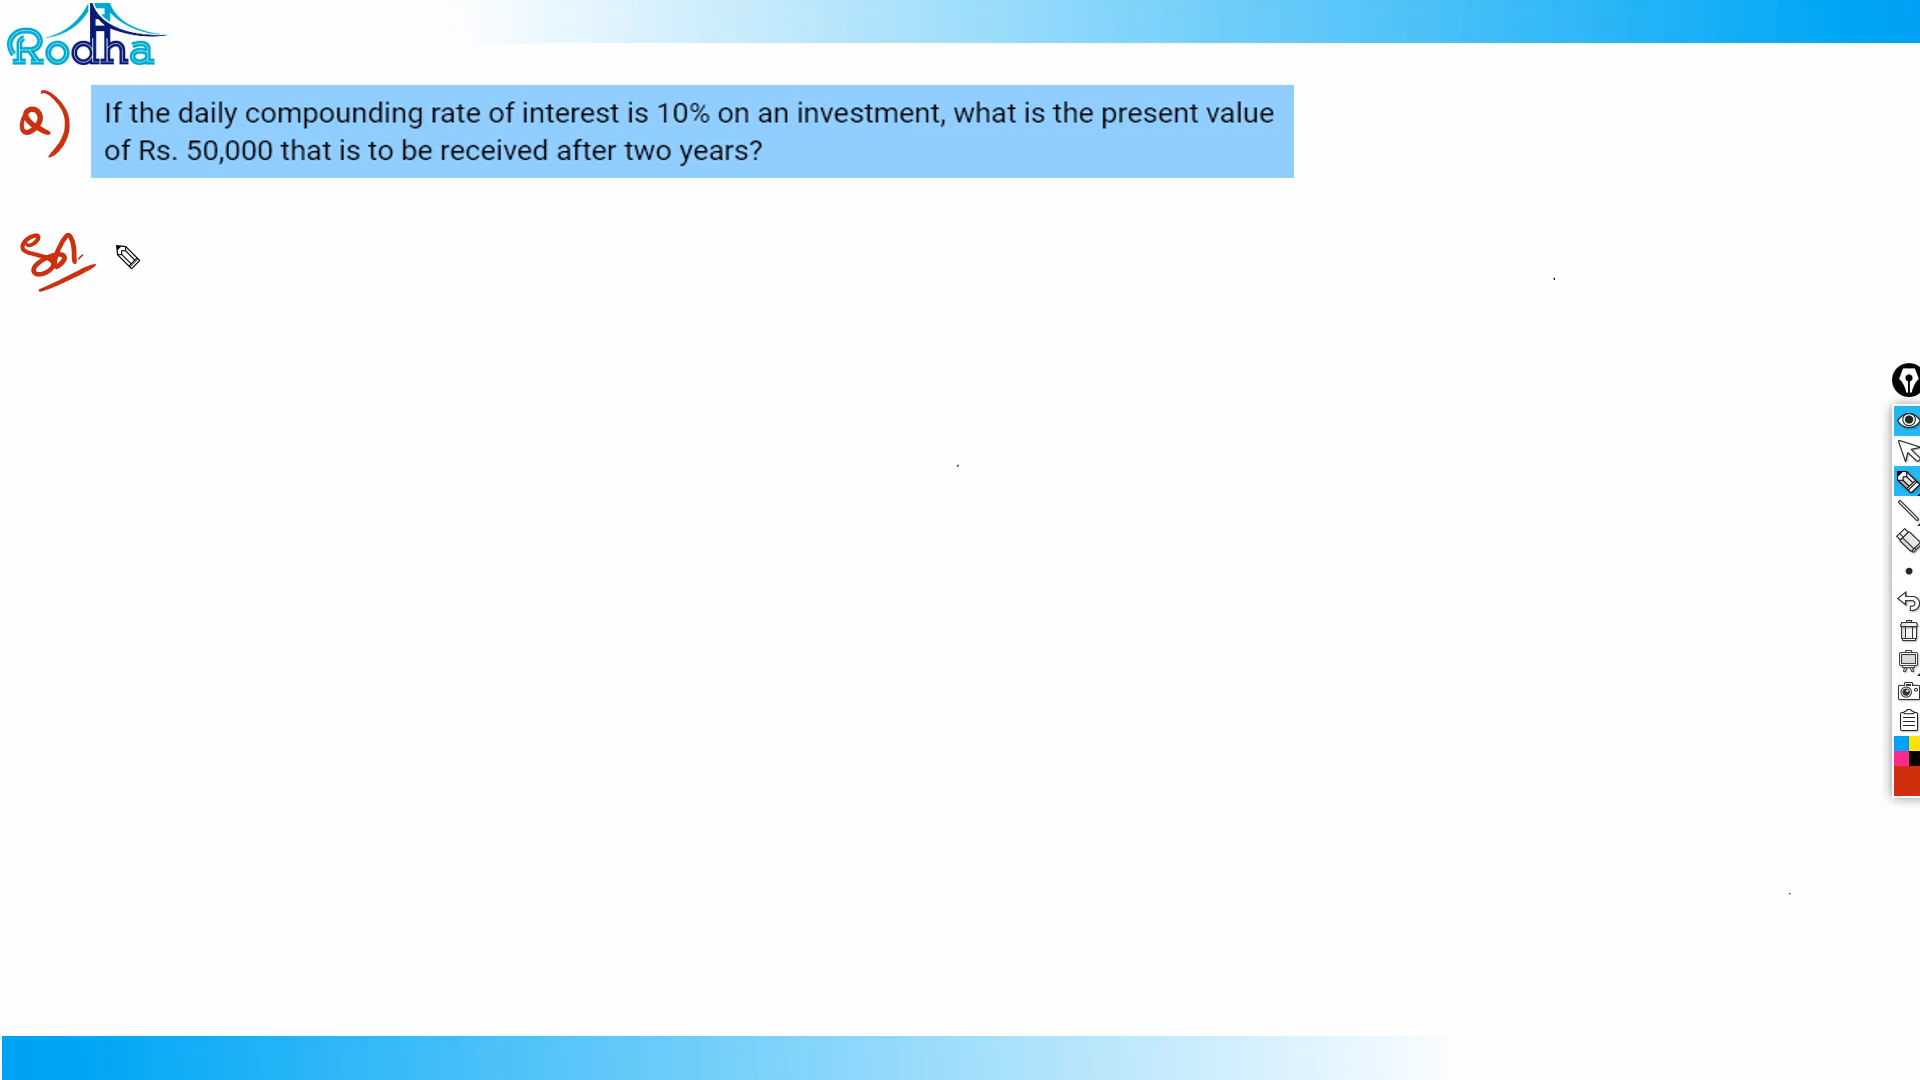 Rodha
Q) If the daily compounding rate of interest is 10% on an investment, what is the present value
of Rs. 50,000 that is to be received after two years?
Sol.